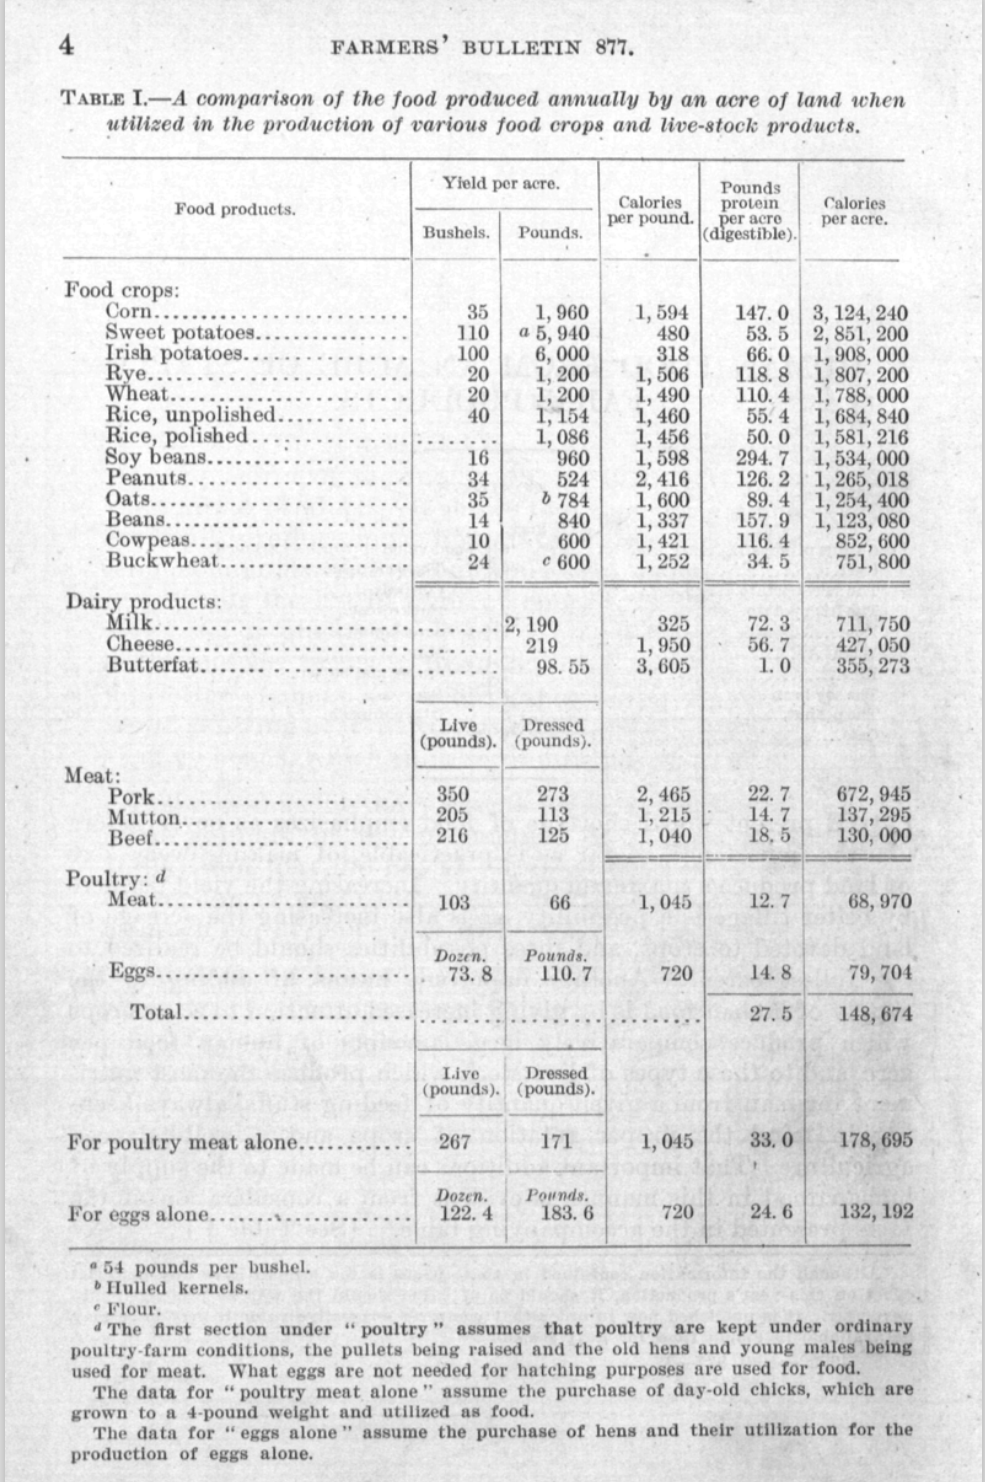 4 FARMERS' BULLETIN 877.
TABLE I.—A comparison of the food produced annually by an acre of land when
utilized in the production of various food crops and live-stock products.
Food products. Yield per acre. Calories per pound. Pounds protein per acre (digestible). Calories per acre.
Bushels. Pounds.
Food crops:
Corn 35 1,960 1,594 147.0 3,124,240
Sweet potatoes 110 a 5,940 480 53.5 2,851,200
Irish potatoes 100 6,000 318 66.0 1,908,000
Rye 20 1,200 1,506 118.8 1,807,200
Wheat 20 1,200 1,490 110.4 1,788,000
Rice, unpolished 40 1,154 1,460 55.4 1,684,840
Rice, polished 1,086 1,456 50.0 1,581,216
Soy beans 16 960 1,598 294.7 1,534,000
Peanuts 34 524 2,416 126.2 1,265,018
Oats 35 b 784 1,600 89.4 1,254,400
Beans 14 840 1,337 157.9 1,123,080
Cowpeas 10 600 1,421 116.4 852,600
Buckwheat 24 c 600 1,252 34.5 751,800
Dairy products:
Milk 2,190 325 72.3 711,750
Cheese 219 1,950 56.7 427,050
Butterfat 98.55 3,605 1.0 355,273
Live (pounds). Dressed (pounds).
Meat:
Pork 350 273 2,465 22.7 672,945
Mutton 205 113 1,215 14.7 137,295
Beef 216 125 1,040 18.5 130,000
Poultry: d
Meat 103 66 1,045 12.7 68,970
Dozen. Pounds.
Eggs 73.8 110.7 720 14.8 79,704
Total 27.5 148,674
Live (pounds). Dressed (pounds).
For poultry meat alone 267 171 1,045 33.0 178,695
Dozen. Pounds.
For eggs alone 122.4 183.6 720 24.6 132,192
a 54 pounds per bushel.
b Hulled kernels.
c Flour.
d The first section under "poultry" assumes that poultry are kept under ordinary
poultry-farm conditions, the pullets being raised and the old hens and young males being
used for meat. What eggs are not needed for hatching purposes are used for food.
The data for "poultry meat alone" assume the purchase of day-old chicks, which are
grown to a 4-pound weight and utilized as food.
The data for "eggs alone" assume the purchase of hens and their utilization for the
production of eggs alone.